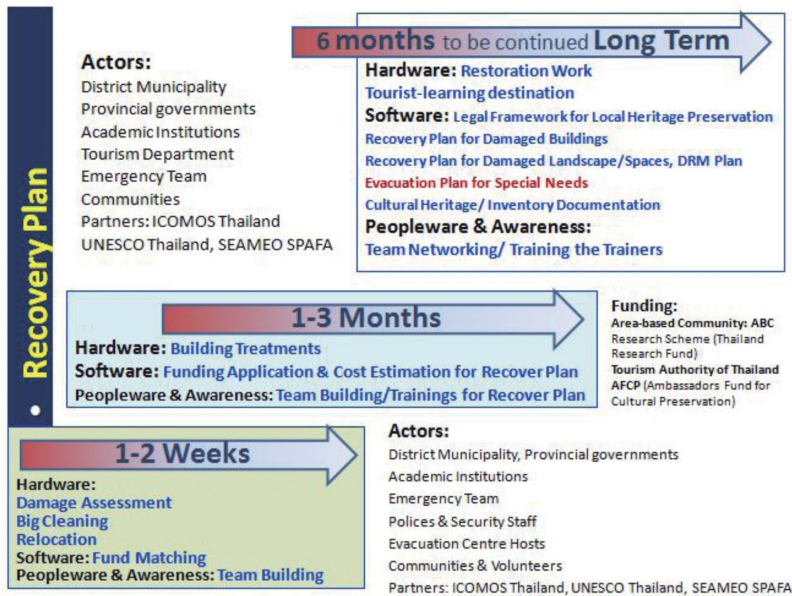 • Recovery Plan
Actors:
District Municipality
Provincial governments
Academic Institutions
Tourism Department
Emergency Team
Communities
Partners: ICOMOS Thailand
UNESCO Thailand, SEAMEO SPAFA
6 months to be continued Long Term
Hardware: Restoration Work
Tourist-learning destination
Software: Legal Framework for Local Heritage Preservation
Recovery Plan for Damaged Buildings
Recovery Plan for Damaged Landscape/Spaces, DRM Plan
Evacuation Plan for Special Needs
Cultural Heritage/ Inventory Documentation
Peopleware & Awareness:
Team Networking/ Training the Trainers
1-3 Months
Hardware: Building Treatments
Software: Funding Application & Cost Estimation for Recover Plan
Peopleware & Awareness: Team Building/Trainings for Recover Plan
Funding:
Area-based Community: ABC
Research Scheme (Thailand
Research Fund)
Tourism Authority of Thailand
AFCP (Ambassadors Fund for
Cultural Preservation)
1-2 Weeks
Hardware:
Damage Assessment
Big Cleaning
Relocation
Software: Fund Matching
Peopleware & Awareness: Team Building
Actors:
District Municipality, Provincial governments
Academic Institutions
Emergency Team
Polices & Security Staff
Evacuation Centre Hosts
Communities & Volunteers
Partners: ICOMOS Thailand, UNESCO Thailand, SEAMEO SPAFA